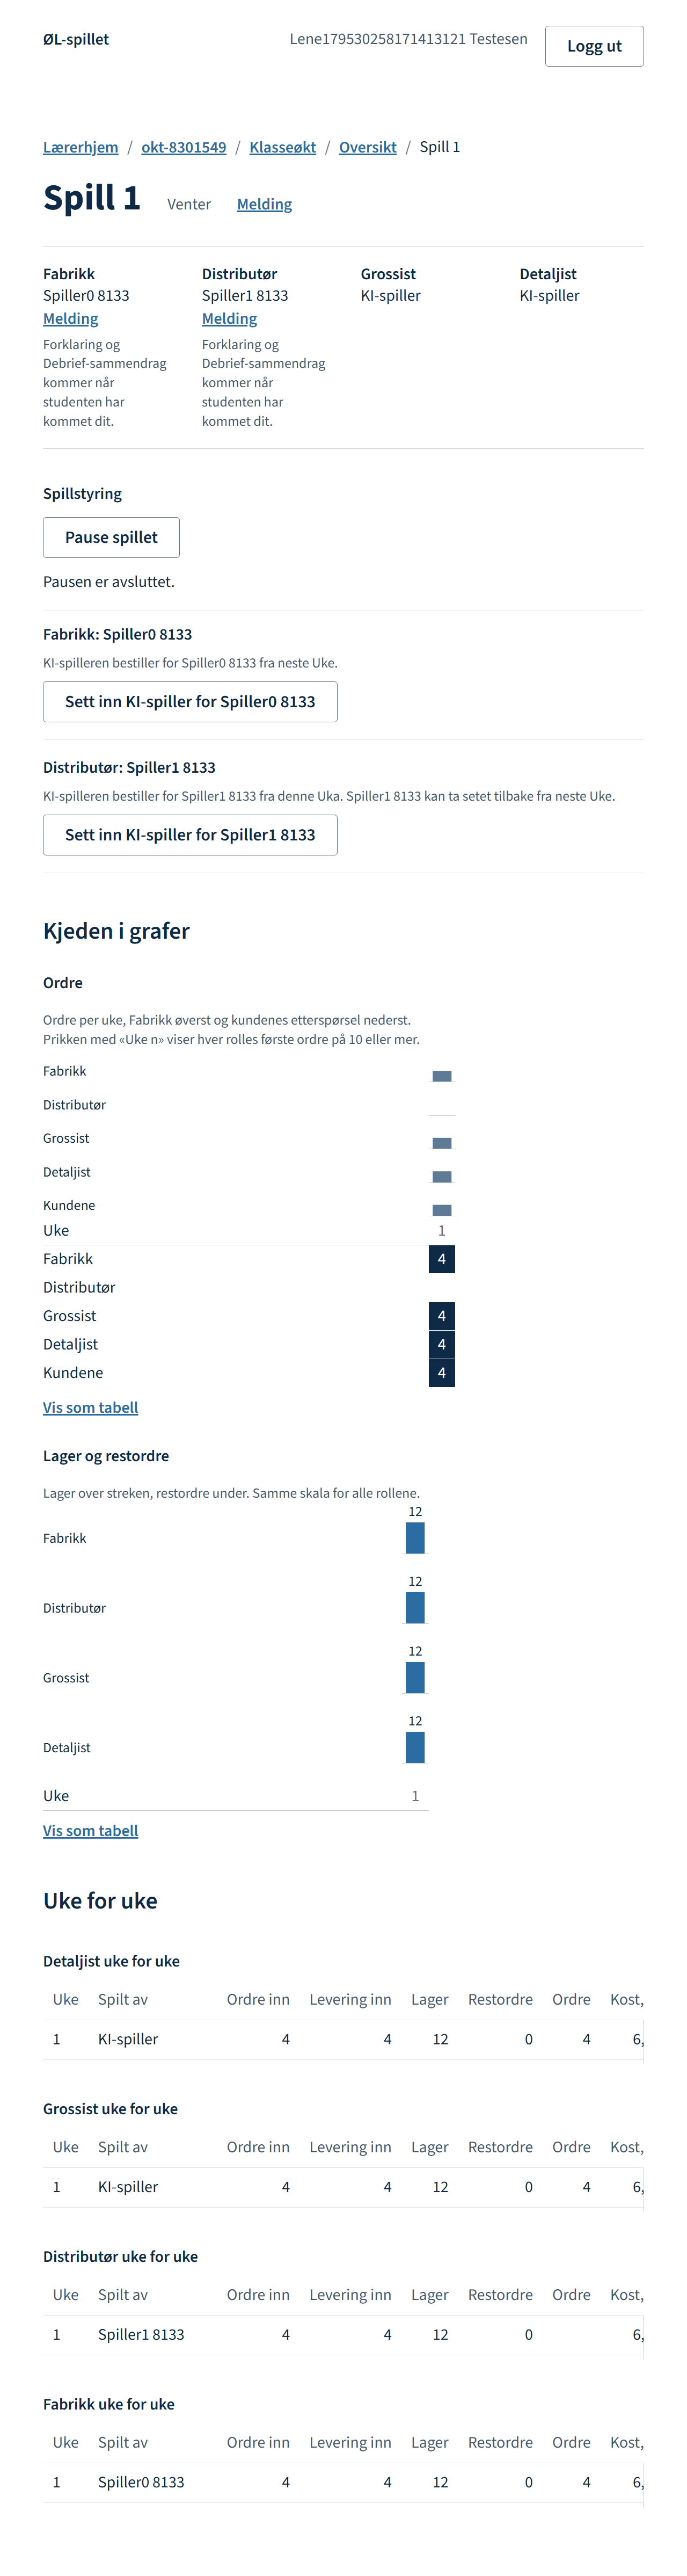 ØL-spillet
Lene179530258171413121 Testesen
Logg ut
Lærerhjem / okt-8301549 / Klasseøkt / Oversikt / Spill 1
Spill 1 Venter Melding
Fabrikk
Spiller0 8133
Melding
Forklaring og
Debrief-sammendrag
kommer når
studenten har
kommet dit.
Distributør
Spiller1 8133
Melding
Forklaring og
Debrief-sammendrag
kommer når
studenten har
kommet dit.
Grossist
KI-spiller
Detaljist
KI-spiller
Spillstyring
Pause spillet
Pausen er avsluttet.
Fabrikk: Spiller0 8133
KI-spilleren bestiller for Spiller0 8133 fra neste Uke.
Sett inn KI-spiller for Spiller0 8133
Distributør: Spiller1 8133
KI-spilleren bestiller for Spiller1 8133 fra denne Uka. Spiller1 8133 kan ta setet tilbake fra neste Uke.
Sett inn KI-spiller for Spiller1 8133
Kjeden i grafer
Ordre
Ordre per uke, Fabrikk øverst og kundenes etterspørsel nederst.
Prikken med «Uke n» viser hver rolles første ordre på 10 eller mer.
Fabrikk
Distributør
Grossist
Detaljist
Kundene
Uke 1
Fabrikk 4
Distributør
Grossist 4
Detaljist 4
Kundene 4
Vis som tabell
Lager og restordre
Lager over streken, restordre under. Samme skala for alle rollene.
12
Fabrikk
12
Distributør
12
Grossist
12
Detaljist
Uke 1
Vis som tabell
Uke for uke
Detaljist uke for uke
Uke Spilt av Ordre inn Levering inn Lager Restordre Ordre Kost,
1 KI-spiller 4 4 12 0 4 6,
Grossist uke for uke
Uke Spilt av Ordre inn Levering inn Lager Restordre Ordre Kost,
1 KI-spiller 4 4 12 0 4 6,
Distributør uke for uke
Uke Spilt av Ordre inn Levering inn Lager Restordre Ordre Kost,
1 Spiller1 8133 4 4 12 0 6,
Fabrikk uke for uke
Uke Spilt av Ordre inn Levering inn Lager Restordre Ordre Kost,
1 Spiller0 8133 4 4 12 0 4 6,